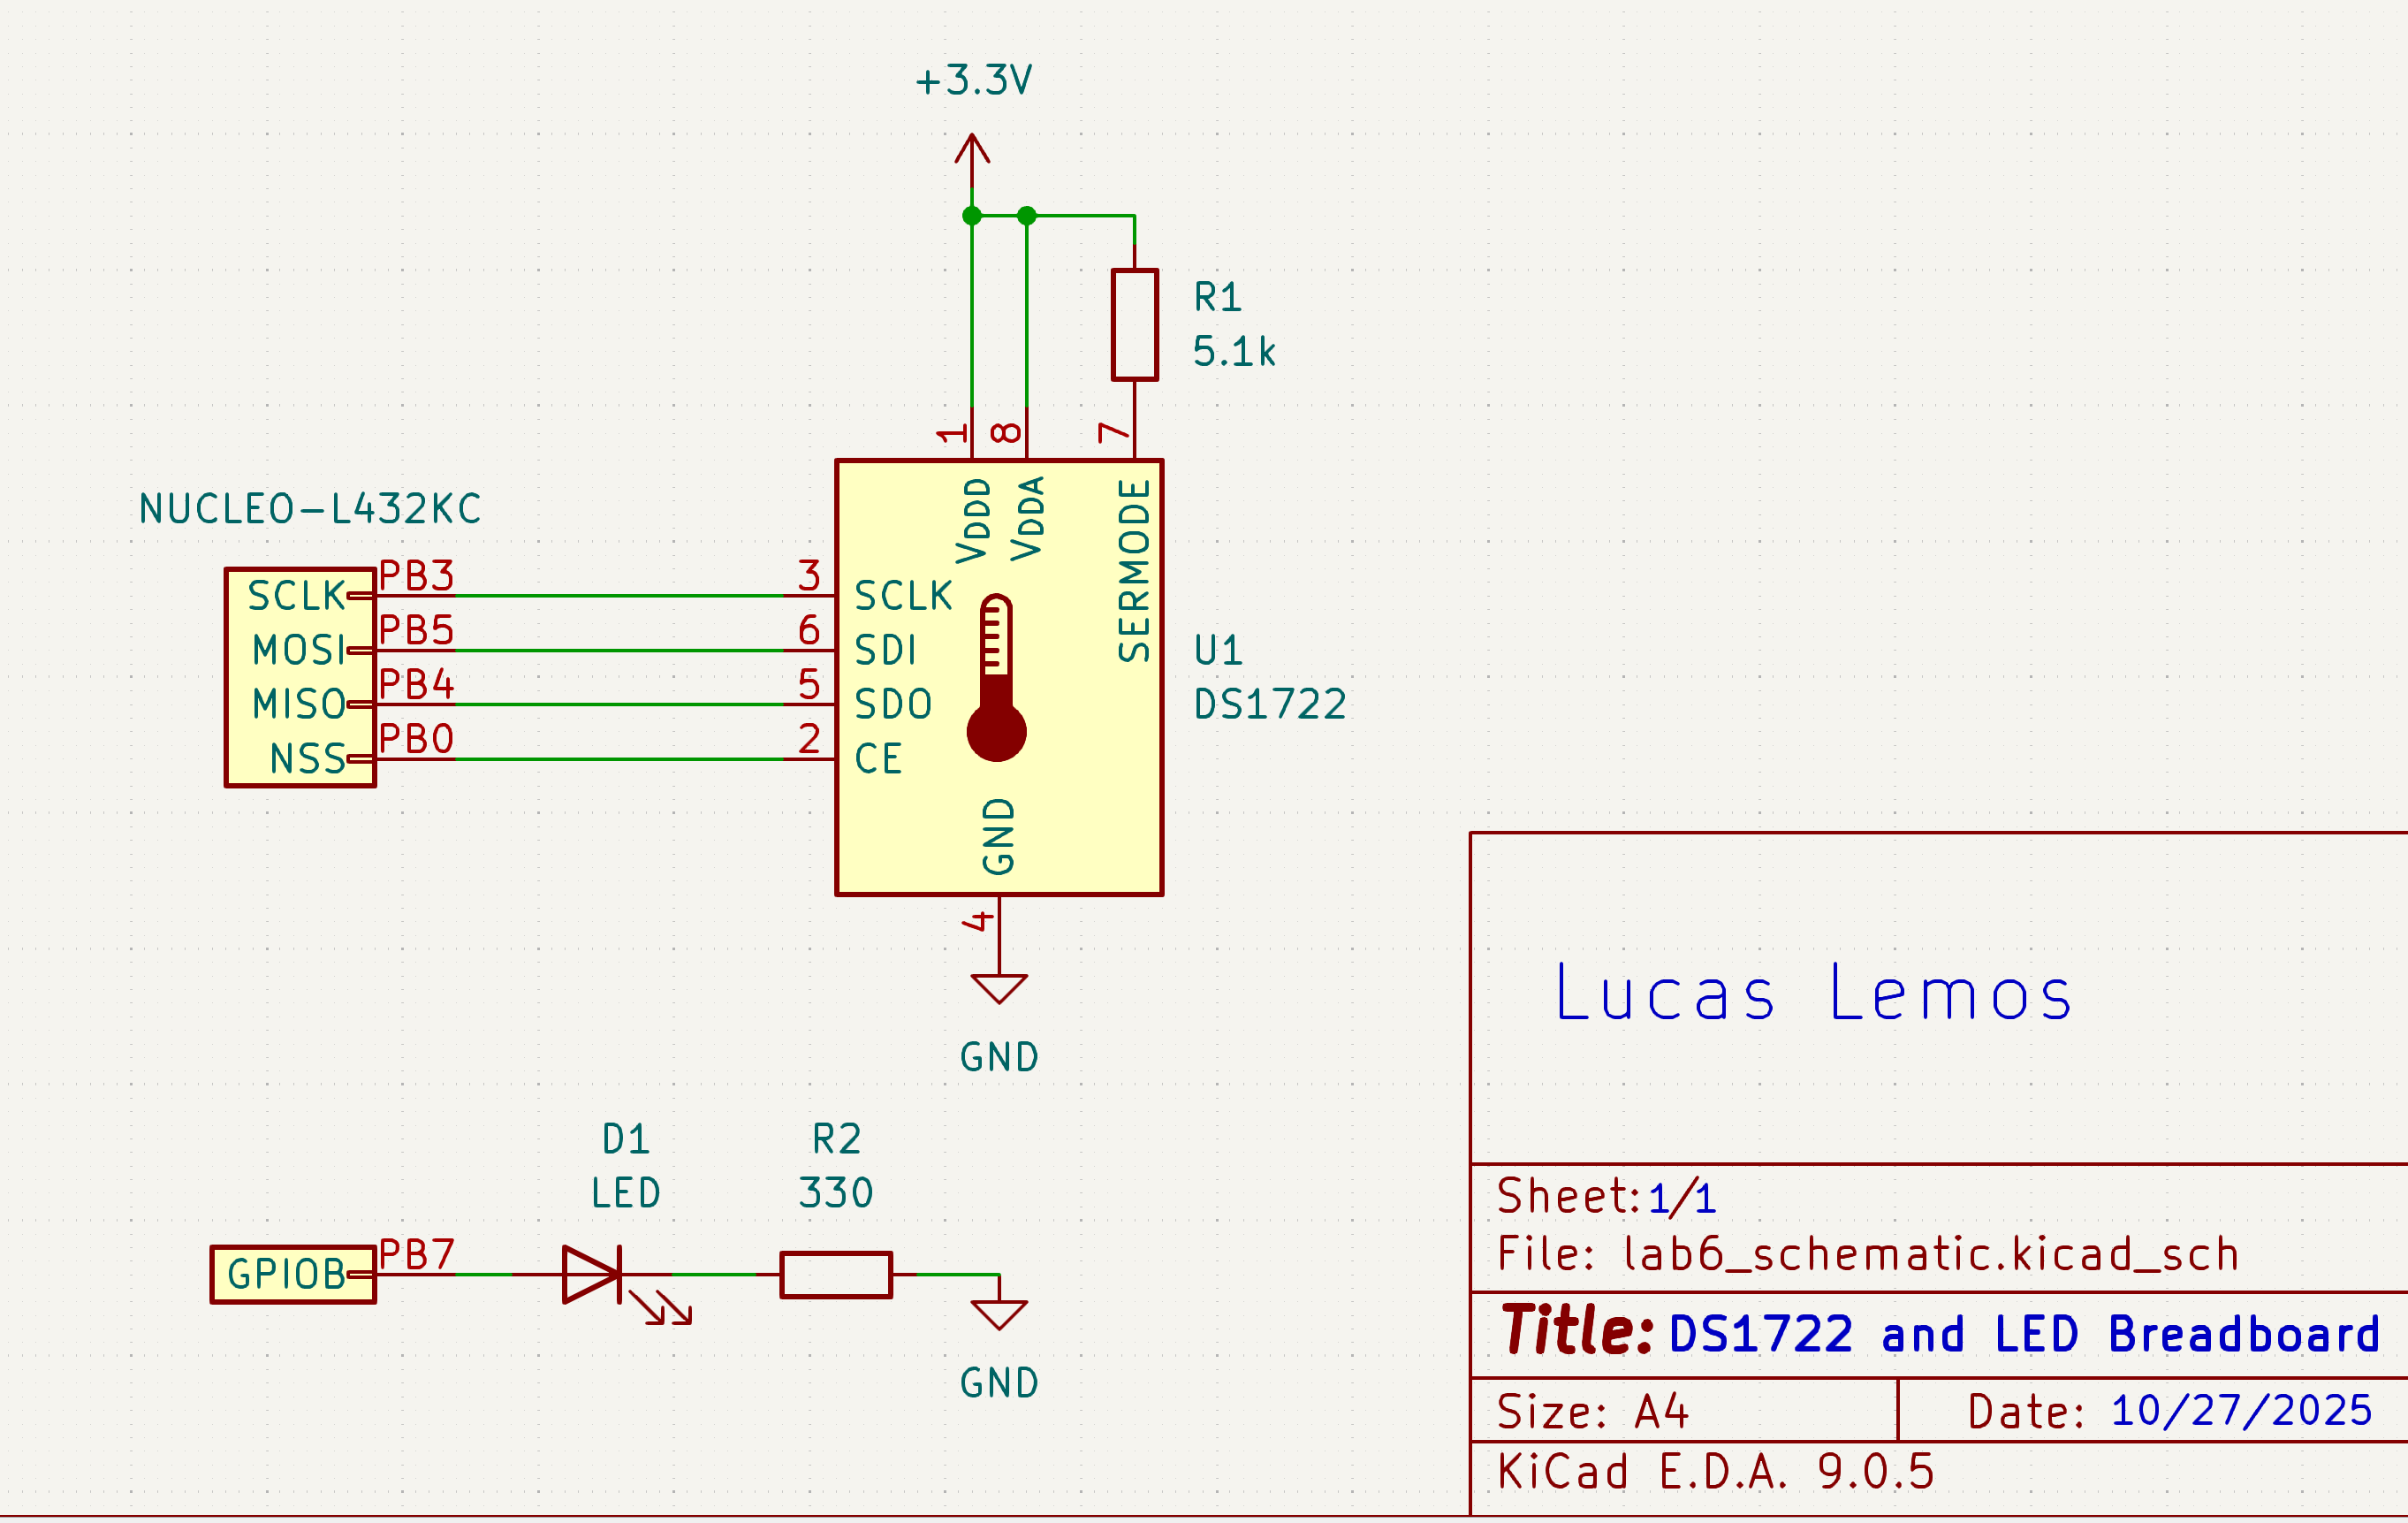 +3.3V
R1
5.1k
1
8
7
VDDD
VDDA
SERMODE
NUCLEO-L432KC
SCLK PB3
MOSI PB5
MISO PB4
NSS PB0
3 SCLK
6 SDI
5 SDO
2 CE
U1
DS1722
GND
4
GND
D1
LED
R2
330
GPIOB PB7
GND
Lucas Lemos
Sheet: 1/1
File: lab6_schematic.kicad_sch
Title: DS1722 and LED Breadboard
Size: A4 Date: 10/27/2025
KiCad E.D.A. 9.0.5